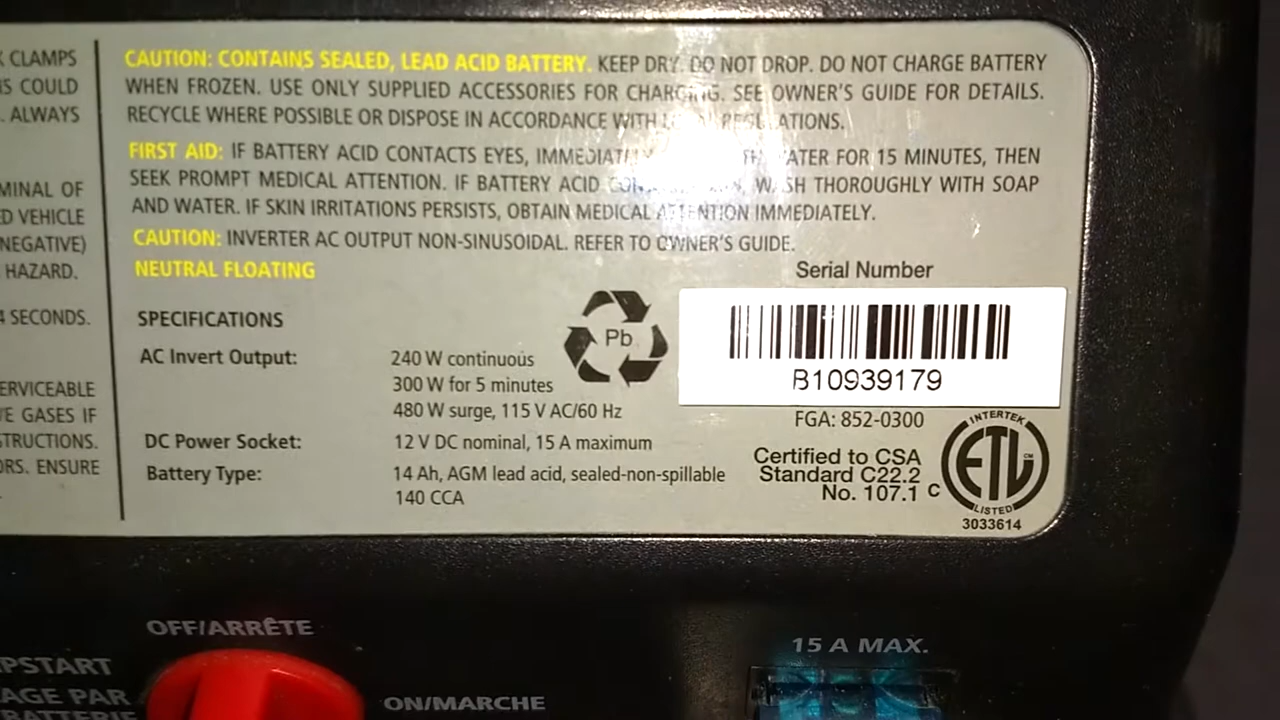 CLAMPS
COULD
ALWAYS
MINAL OF
VEHICLE
NEGATIVE)
HAZARD.
4 SECONDS.
ERVICEABLE
GASES IF
STRUCTIONS.
ORS. ENSURE
CAUTION: CONTAINS SEALED, LEAD ACID BATTERY. KEEP DRY. DO NOT DROP. DO NOT CHARGE BATTERY
WHEN FROZEN. USE ONLY SUPPLIED ACCESSORIES FOR CHARGING. SEE OWNER'S GUIDE FOR DETAILS.
RECYCLE WHERE POSSIBLE OR DISPOSE IN ACCORDANCE WITH REGULATIONS.
FIRST AID: IF BATTERY ACID CONTACTS EYES, WATER FOR 15 MINUTES, THEN
SEEK PROMPT MEDICAL ATTENTION. IF BATTERY ACID WASH THOROUGHLY WITH SOAP
AND WATER. IF SKIN IRRITATIONS PERSISTS, OBTAIN MEDICAL ATTENTION IMMEDIATELY.
CAUTION: INVERTER AC OUTPUT NON-SINUSOIDAL. REFER TO OWNER'S GUIDE.
NEUTRAL FLOATING
SPECIFICATIONS
AC Invert Output: 240 W continuous
300 W for 5 minutes
480 W surge, 115 V AC/60 Hz
DC Power Socket: 12 V DC nominal, 15 A maximum
Battery Type: 14 Ah, AGM lead acid, sealed-non-spillable
140 CCA
Pb
Serial Number
B10939179
FGA: 852-0300
Certified to CSA
Standard C22.2
No. 107.1
C
INTERTEK
ETL
CM
LISTED
3033614
OFF/ARRÊTE
PSTART
AGE PAR
BATTERIE
ON/MARCHE
15 A MAX.